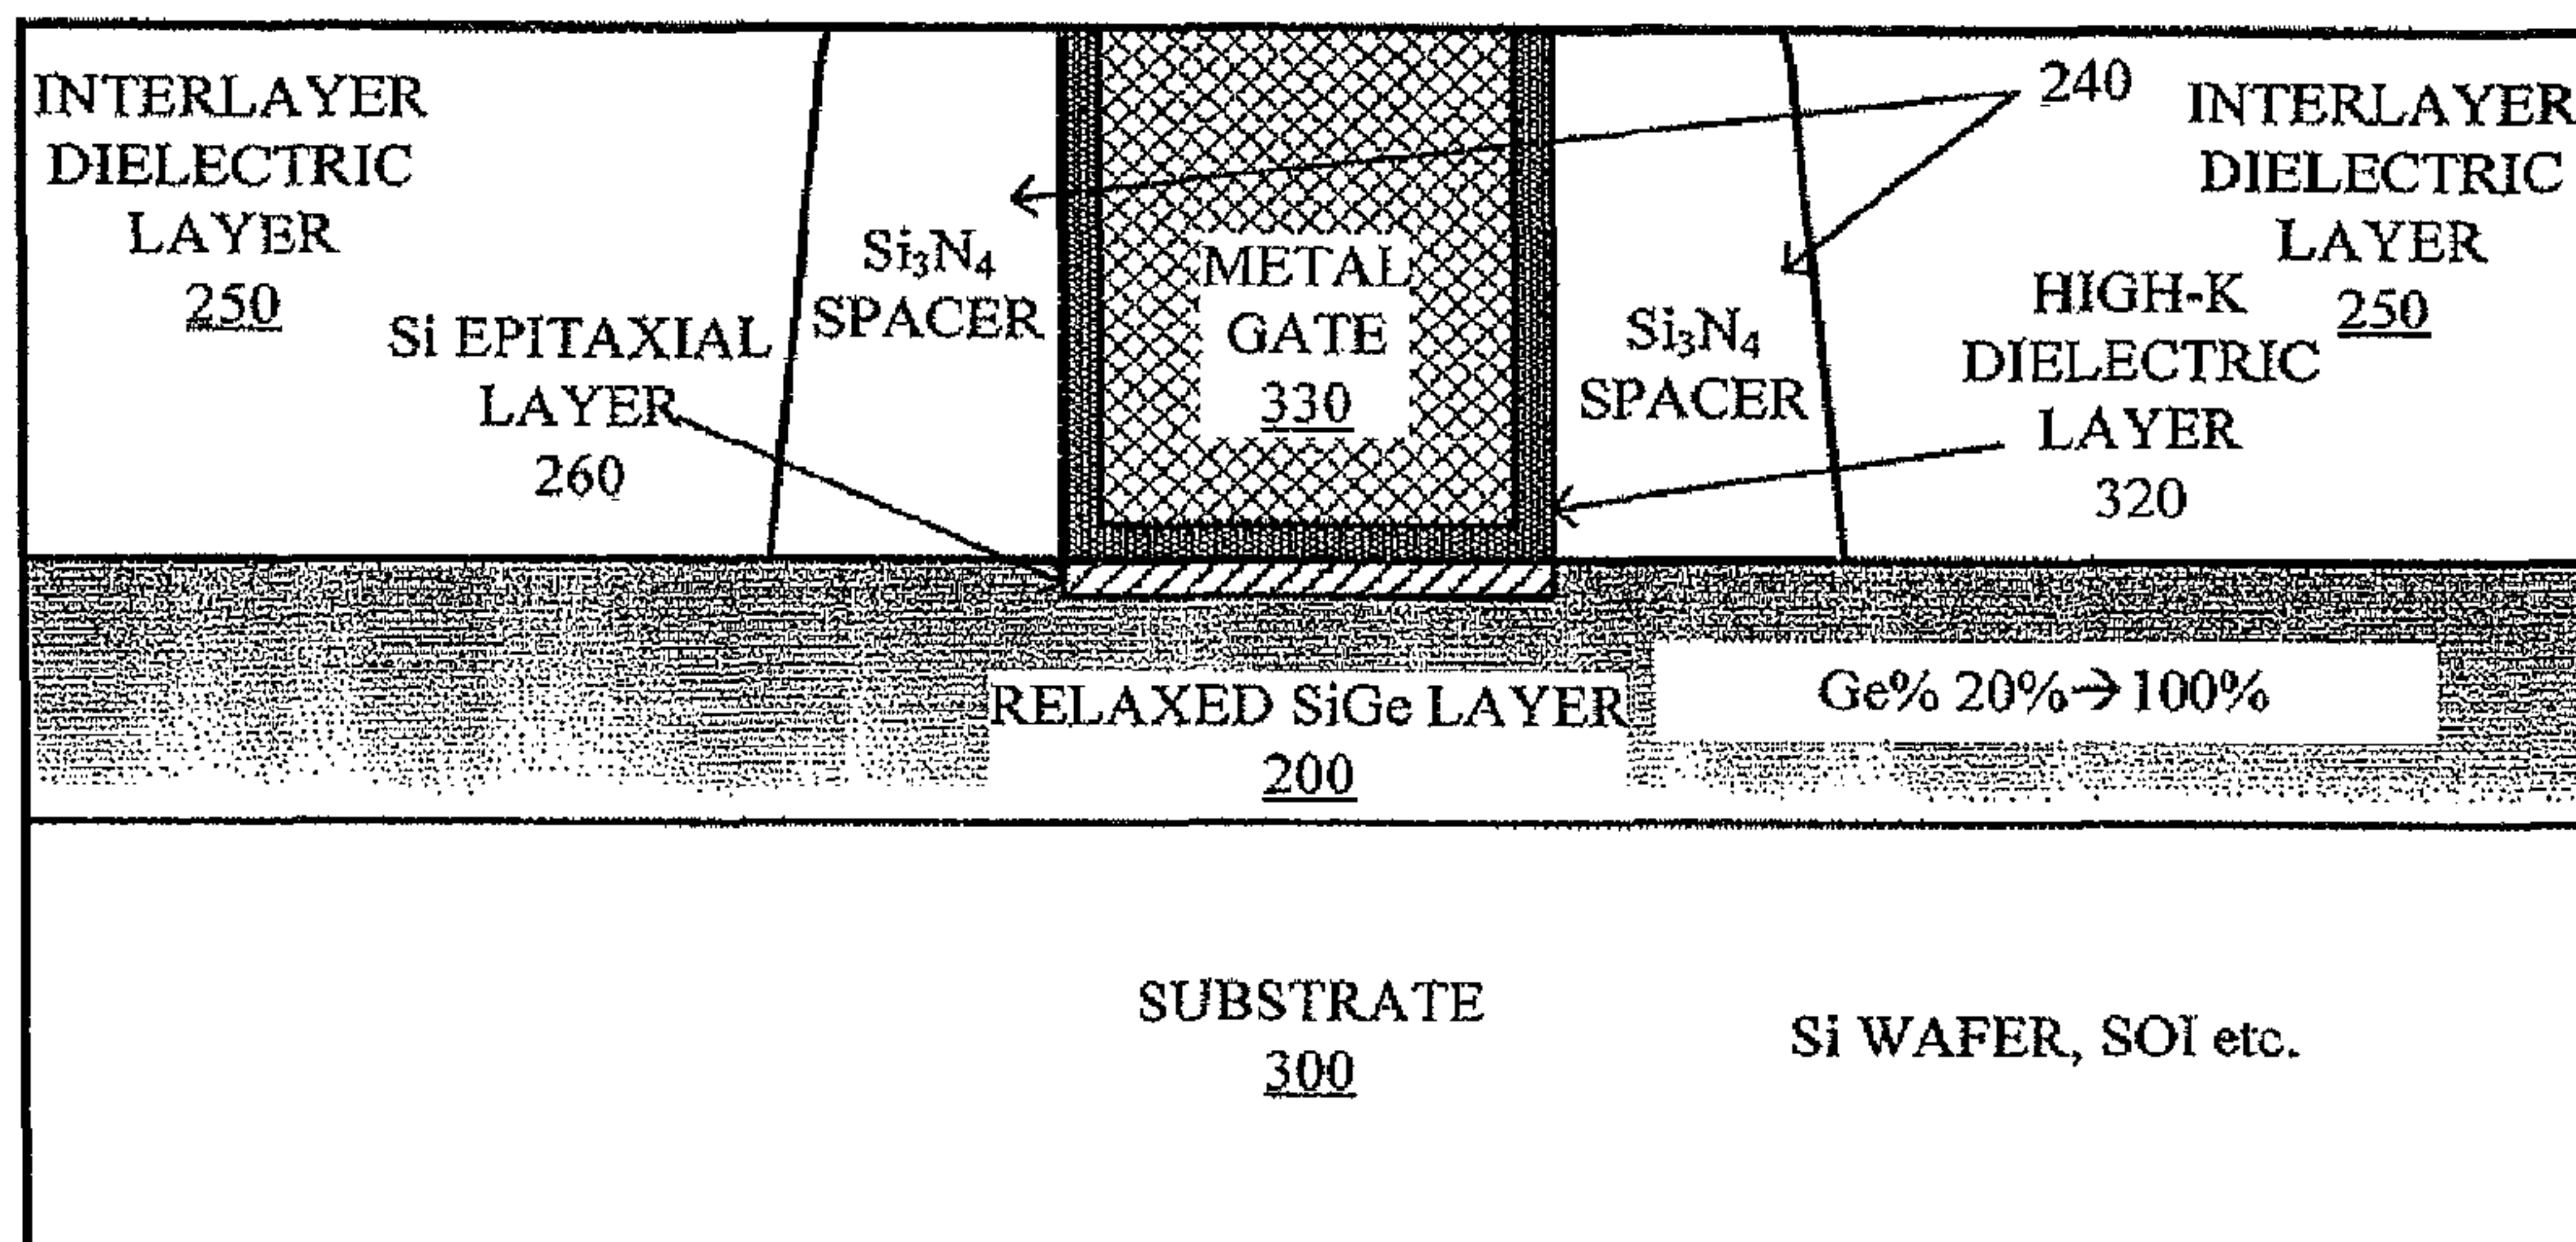 INTERLAYER
DIELECTRIC
LAYER
250
Si EPITAXIAL
LAYER
260
Si₃N₄
SPACER
METAL
GATE
330
Si₃N₄
SPACER
240
INTERLAYER
DIELECTRIC
LAYER
250
HIGH-K
DIELECTRIC
LAYER
320
RELAXED SiGe LAYER
200
Ge% 20%→100%
SUBSTRATE
300
Si WAFER, SOI etc.